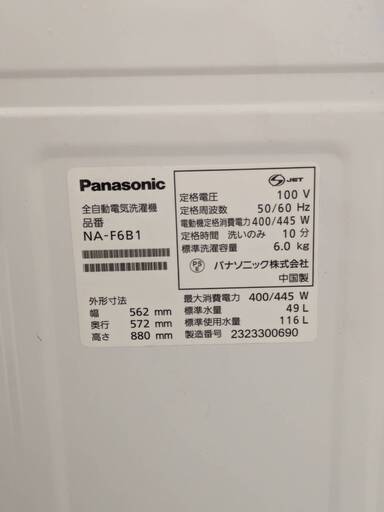 Panasonic
全自動電気洗濯機
品番
NA-F6B1
外形寸法
幅 562 mm
奥行 572 mm
高さ 880 mm
S JET
定格電圧 100 V
定格周波数 50/60 Hz
電動機定格消費電力 400/445 W
定格時間 洗いのみ 10 分
標準洗濯容量 6.0 kg
PSE パナソニック株式会社
中国製
最大消費電力 400/445 W
標準水量 49 L
標準使用水量 116 L
製造番号 2323300690